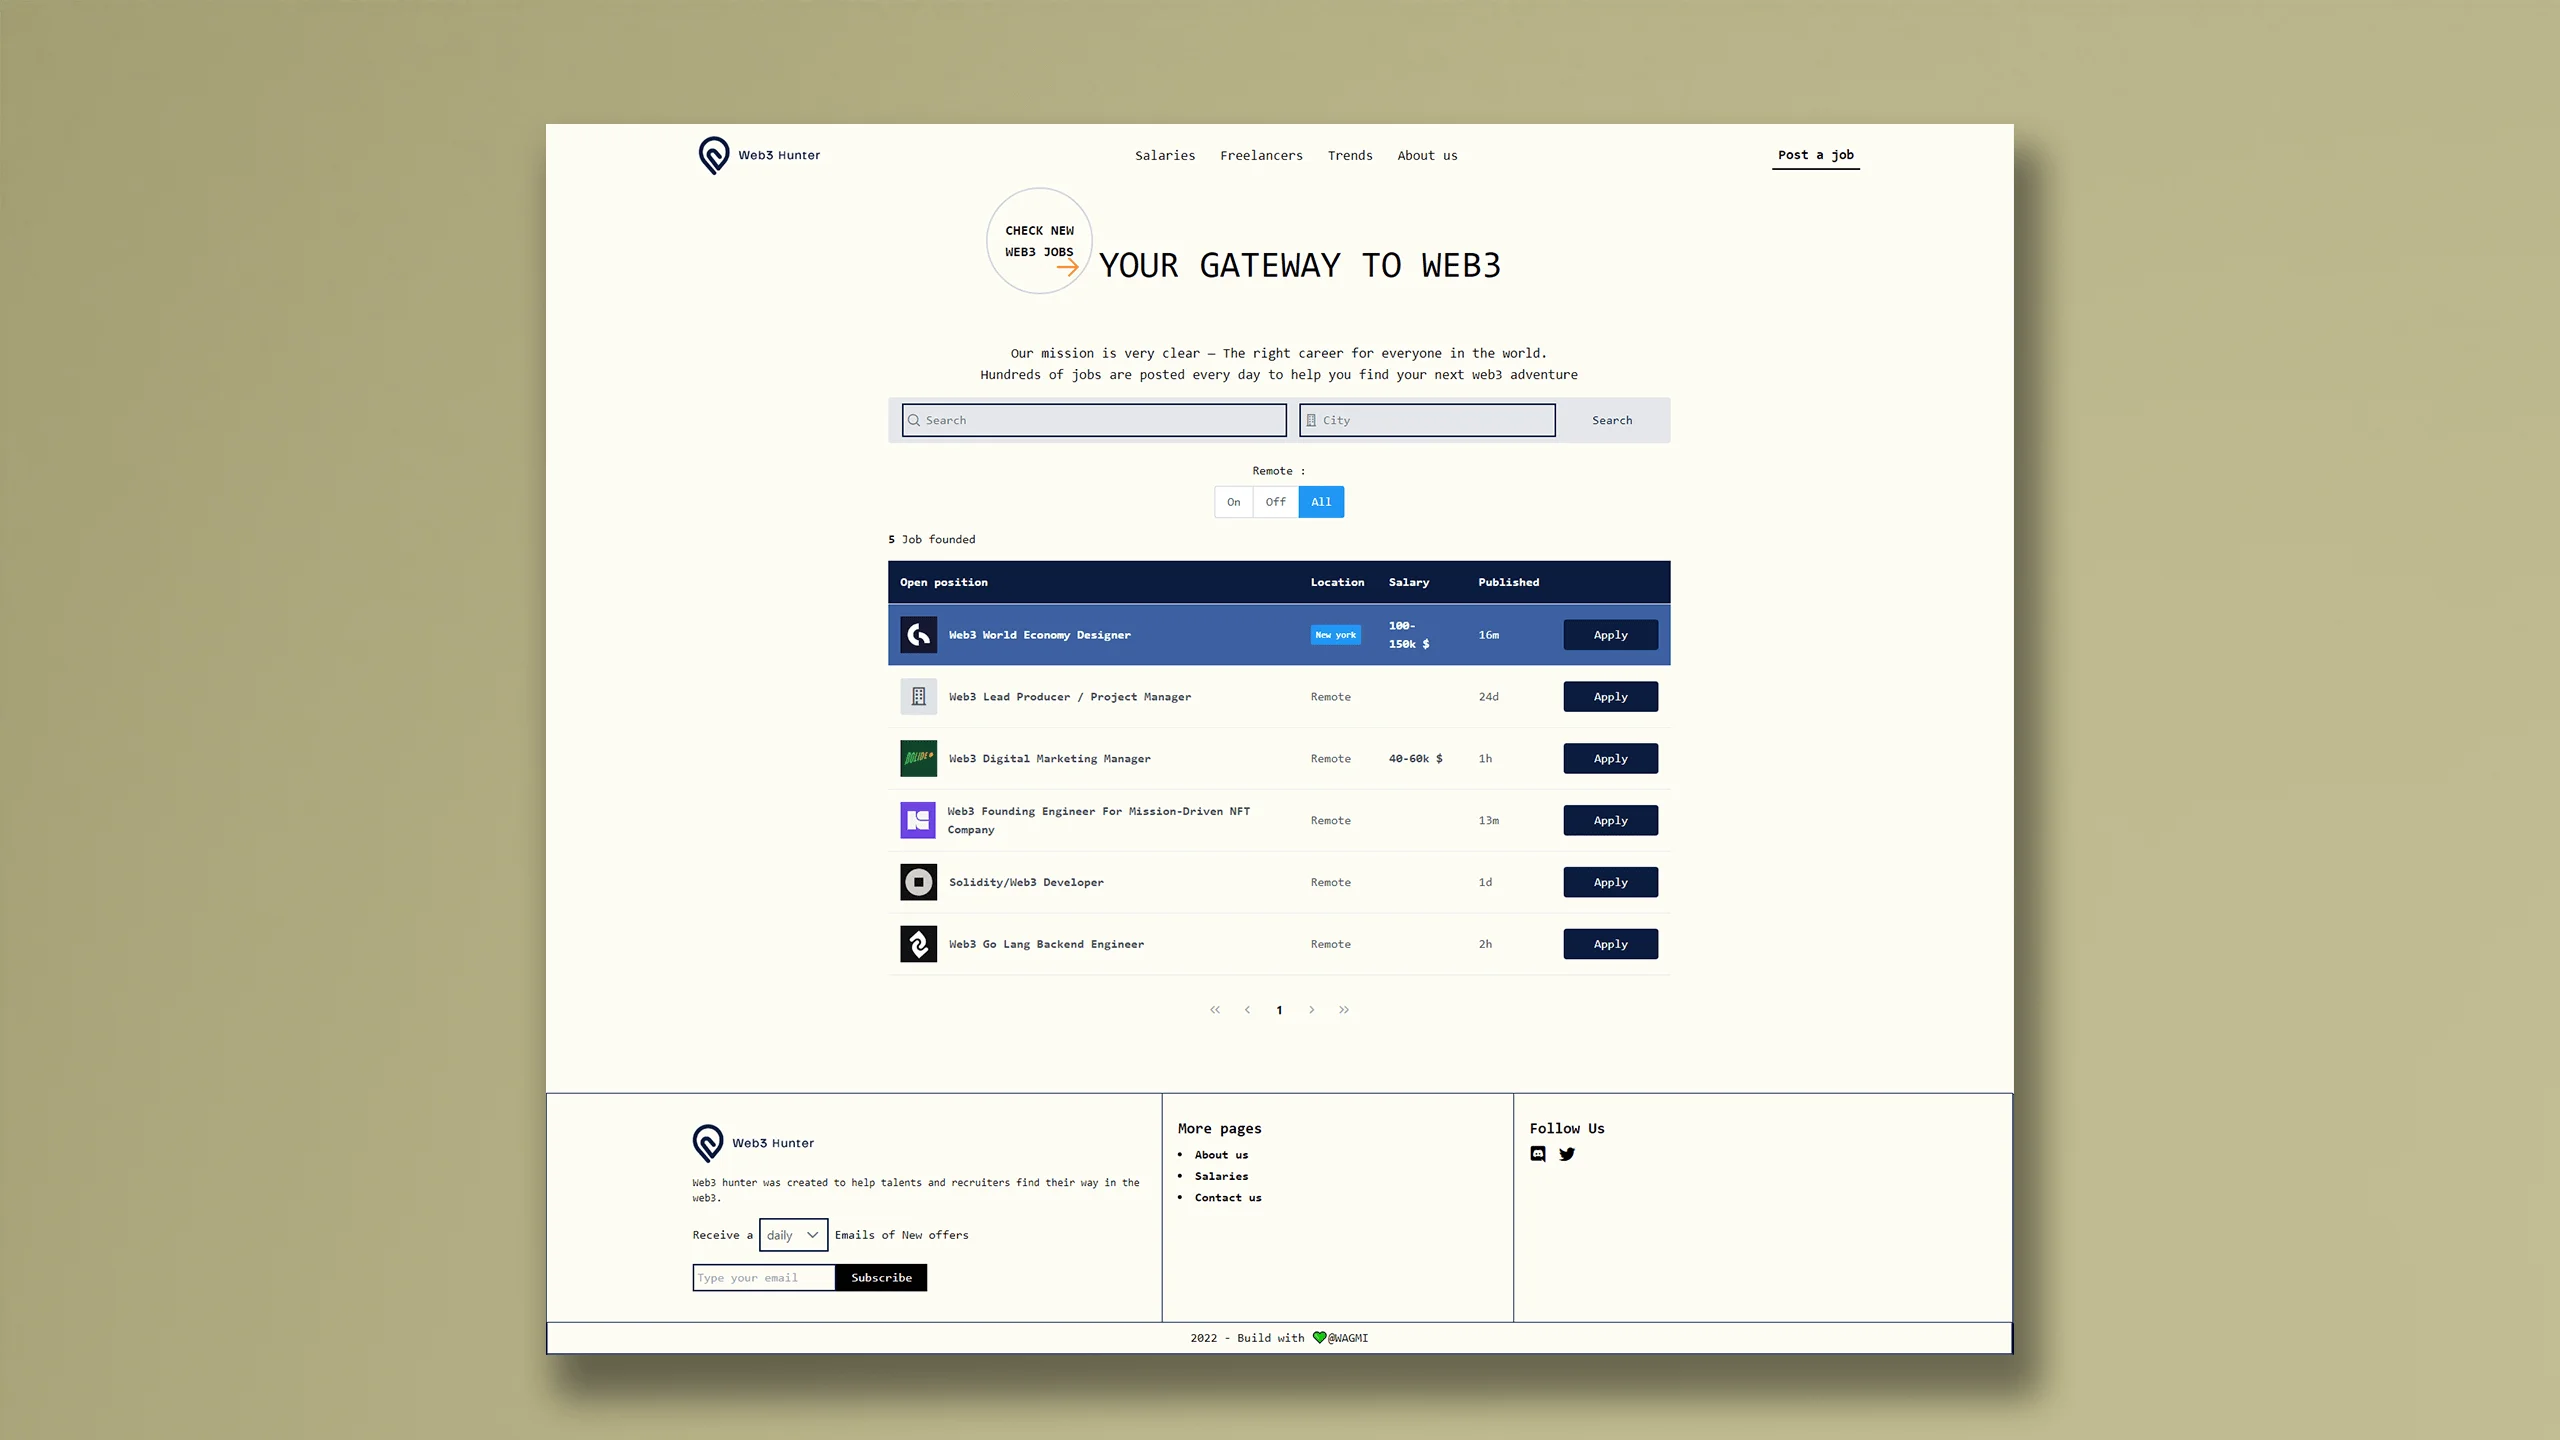 Web3 Hunter
Salaries Freelancers Trends About us
Post a job
CHECK NEW
WEB3 JOBS
YOUR GATEWAY TO WEB3
Our mission is very clear – The right career for everyone in the world.
Hundreds of jobs are posted every day to help you find your next web3 adventure
Search City Search
Remote :
On Off All
5 Job founded
Open position Location Salary Published
Web3 World Economy Designer New york 100-
150k $ 16m Apply
Web3 Lead Producer / Project Manager Remote 24d Apply
BOLIDE
Web3 Digital Marketing Manager Remote 40-60k $ 1h Apply
Web3 Founding Engineer For Mission-Driven NFT
Company Remote 13m Apply
Solidity/Web3 Developer Remote 1d Apply
Web3 Go Lang Backend Engineer Remote 2h Apply
1
Web3 Hunter
Web3 hunter was created to help talents and recruiters find their way in the
web3.
Receive a daily Emails of New offers
Type your email Subscribe
More pages
• About us
• Salaries
• Contact us
Follow Us
2022 - Build with 💚@WAGMI